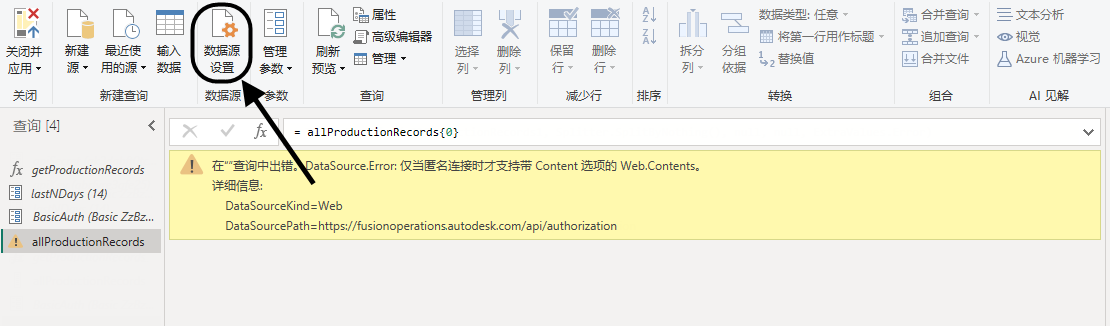 关闭并
应用
新建
源
最近使
用的源
输入
数据
数据源
设置
管理
参数
刷新
预览
属性
高级编辑器
管理
选择
列
删除
列
保留
行
删除
行
A
Z
Z
A
拆分
列
分组
依据
数据类型: 任意
将第一行用作标题
1
2
替换值
合并查询
追加查询
合并文件
文本分析
视觉
Azure 机器学习
关闭
新建查询
数据源
参数
查询
管理列
减少行
排序
转换
组合
AI 见解
查询 [4]
fx
= allProductionRecords{0}
fx
getProductionRecords
lastNDays (14)
BasicAuth (Basic ZzBz...
allProductionRecords
在""查询中出错。 DataSource.Error: 仅当匿名连接时才支持带 Content 选项的 Web.Contents。
详细信息:
DataSourceKind=Web
DataSourcePath=https://fusionoperations.autodesk.com/api/authorization